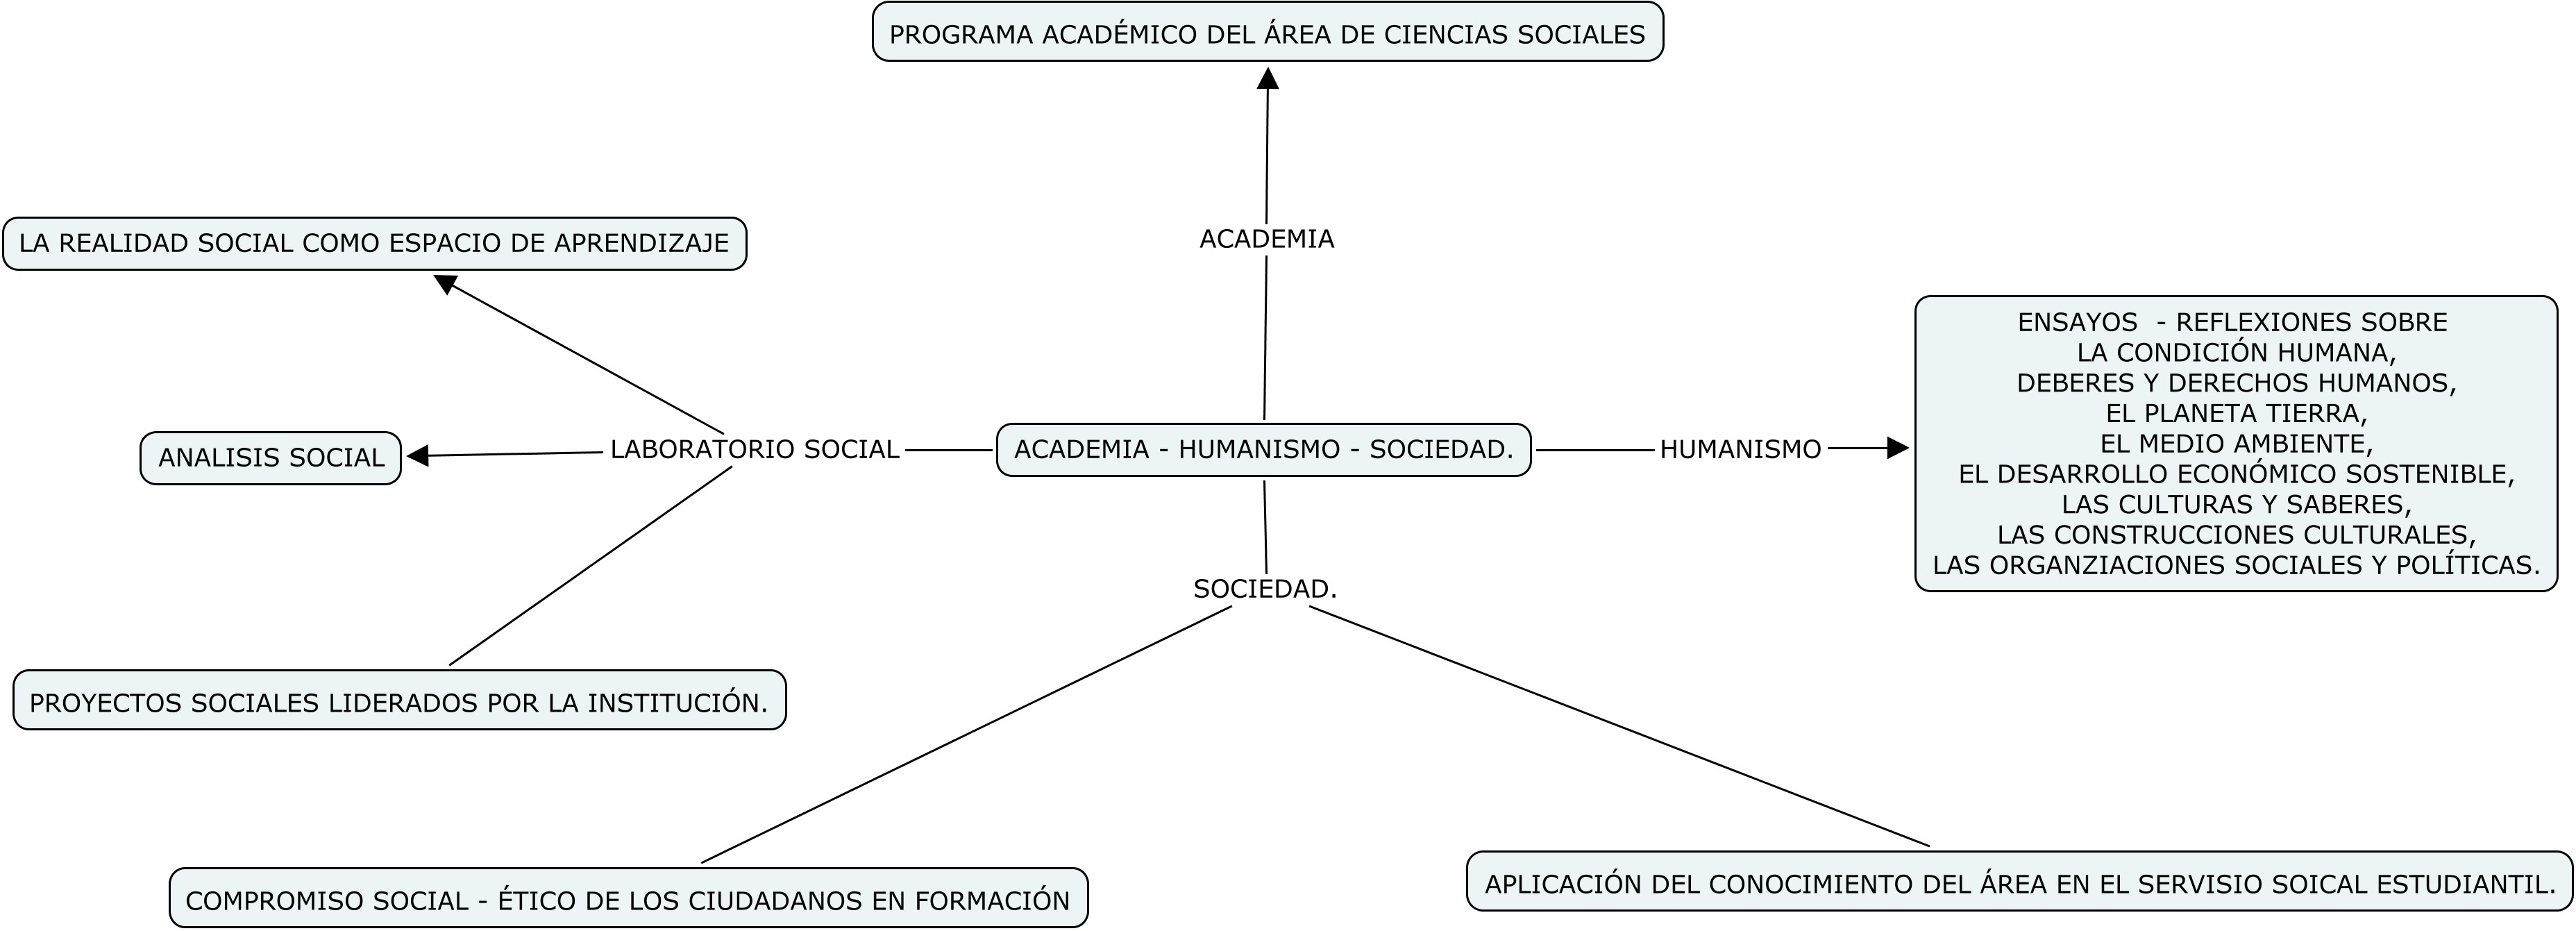 PROGRAMA ACADÉMICO DEL ÁREA DE CIENCIAS SOCIALES
ACADEMIA
LA REALIDAD SOCIAL COMO ESPACIO DE APRENDIZAJE
ANALISIS SOCIAL
LABORATORIO SOCIAL
ACADEMIA - HUMANISMO - SOCIEDAD.
HUMANISMO
ENSAYOS  - REFLEXIONES SOBRE
LA CONDICIÓN HUMANA,
DEBERES Y DERECHOS HUMANOS,
EL PLANETA TIERRA,
EL MEDIO AMBIENTE,
EL DESARROLLO ECONÓMICO SOSTENIBLE,
LAS CULTURAS Y SABERES,
LAS CONSTRUCCIONES CULTURALES,
LAS ORGANZIACIONES SOCIALES Y POLÍTICAS.
SOCIEDAD.
PROYECTOS SOCIALES LIDERADOS POR LA INSTITUCIÓN.
COMPROMISO SOCIAL - ÉTICO DE LOS CIUDADANOS EN FORMACIÓN
APLICACIÓN DEL CONOCIMIENTO DEL ÁREA EN EL SERVISIO SOICAL ESTUDIANTIL.